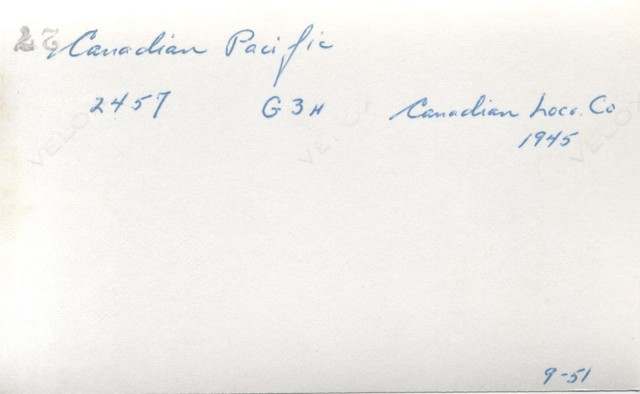 Canadian Pacific
2457 G3H Canadian Loco. Co
1945
9-51